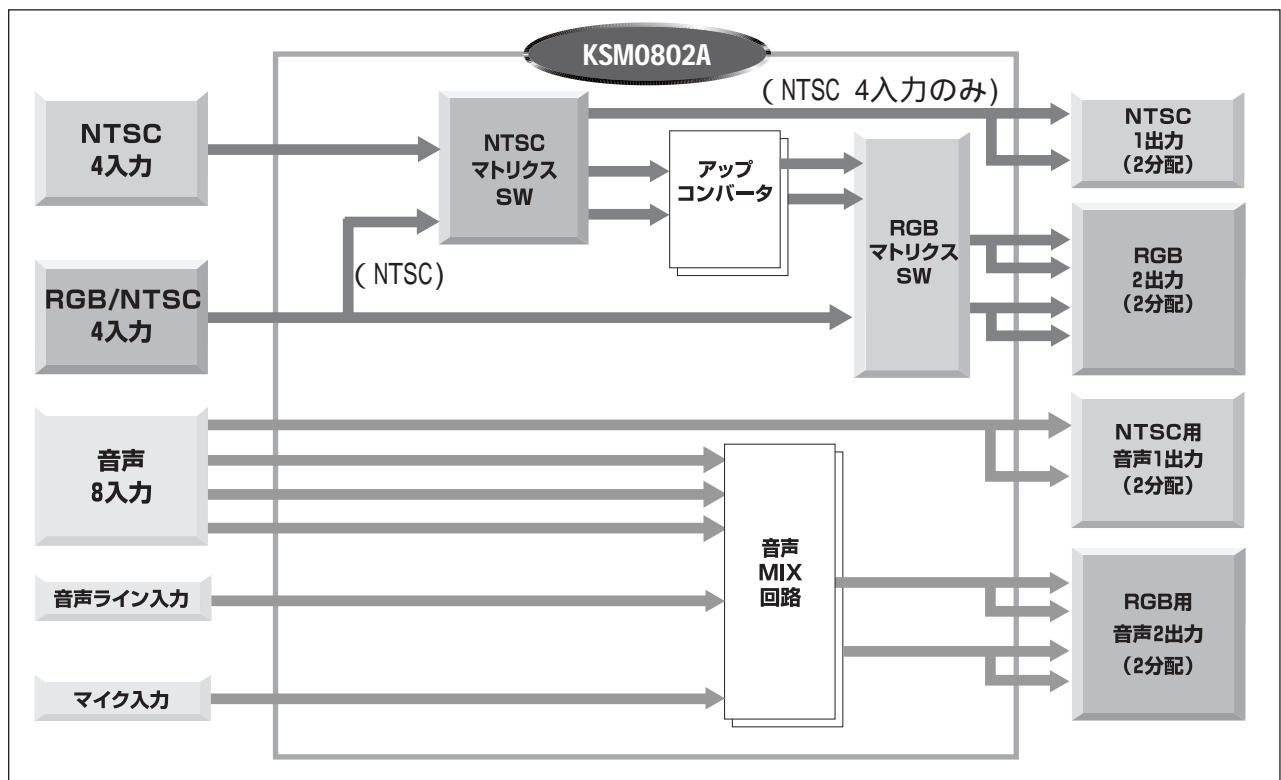 KSM0802A
NTSC
4入力
RGB/NTSC
4入力
(NTSC)
NTSC
マトリクス
SW
(NTSC 4入力のみ)
アップ
コンバータ
RGB
マトリクス
SW
NTSC
1出力
(2分配)
RGB
2出力
(2分配)
音声
8入力
音声ライン入力
マイク入力
音声
MIX
回路
NTSC用
音声1出力
(2分配)
RGB用
音声2出力
(2分配)